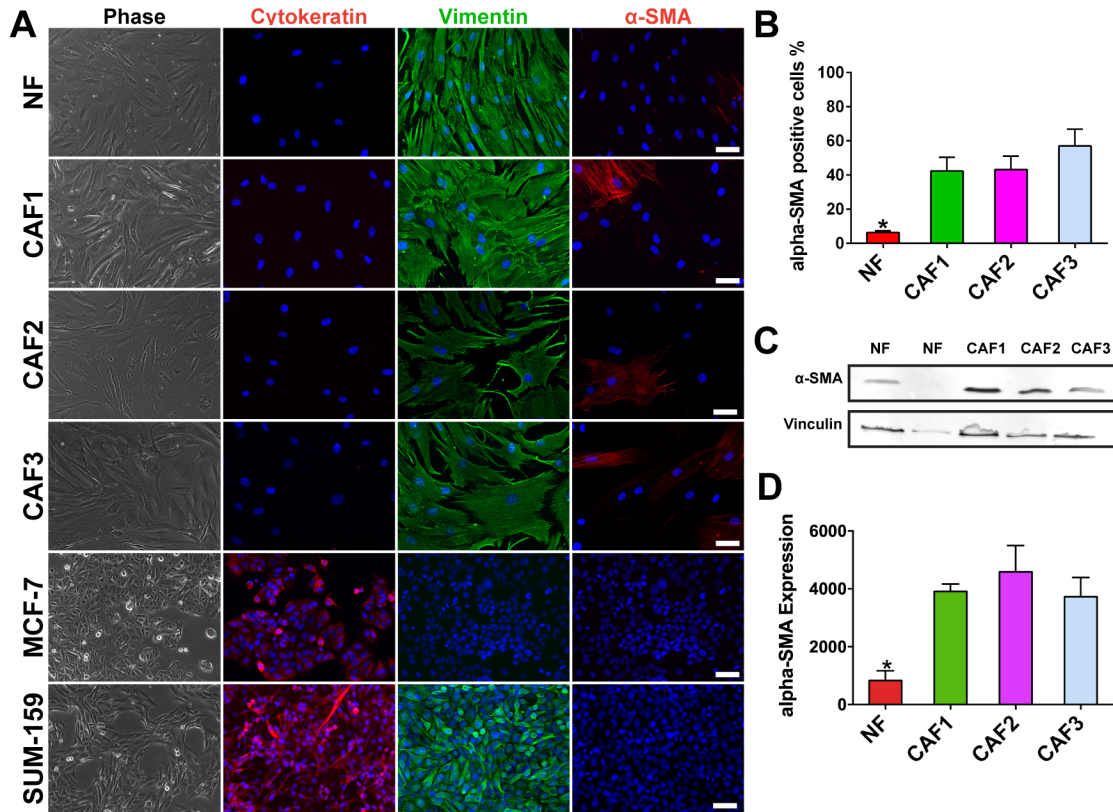 A
Phase Cytokeratin Vimentin α-SMA
NF
CAF1
CAF2
CAF3
MCF-7
SUM-159
B
alpha-SMA positive cells %
100
80
60
40
20
0
*
NF CAF1 CAF2 CAF3
C
NF NF CAF1 CAF2 CAF3
α-SMA
Vinculin
D
alpha-SMA Expression
6000
4000
2000
0
*
NF CAF1 CAF2 CAF3